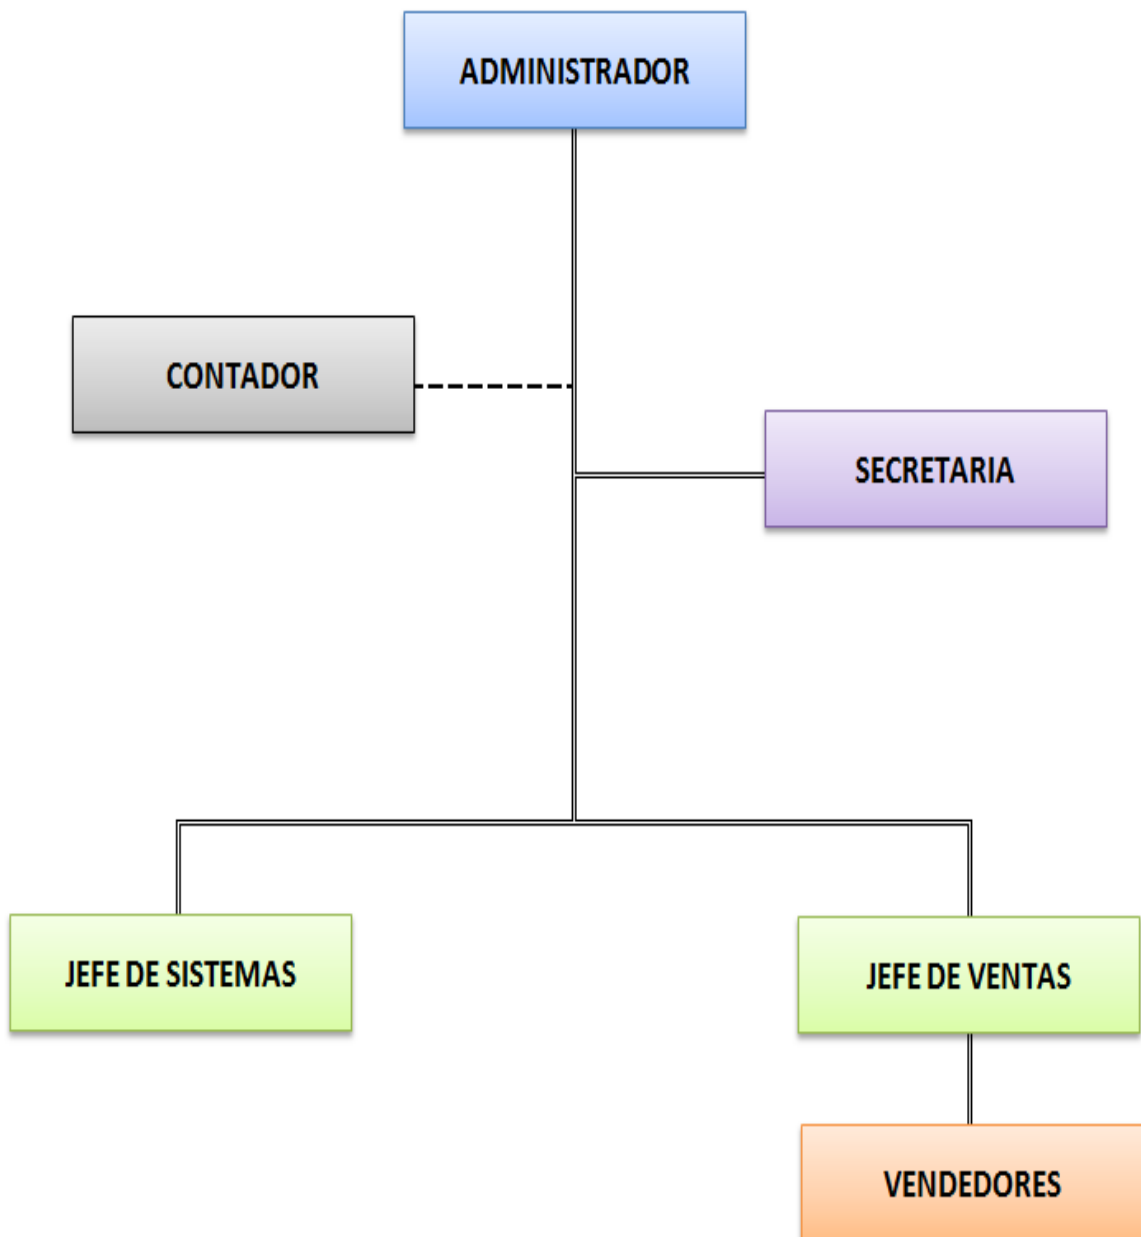 ADMINISTRADOR
CONTADOR
SECRETARIA
JEFE DE SISTEMAS
JEFE DE VENTAS
VENDEDORES